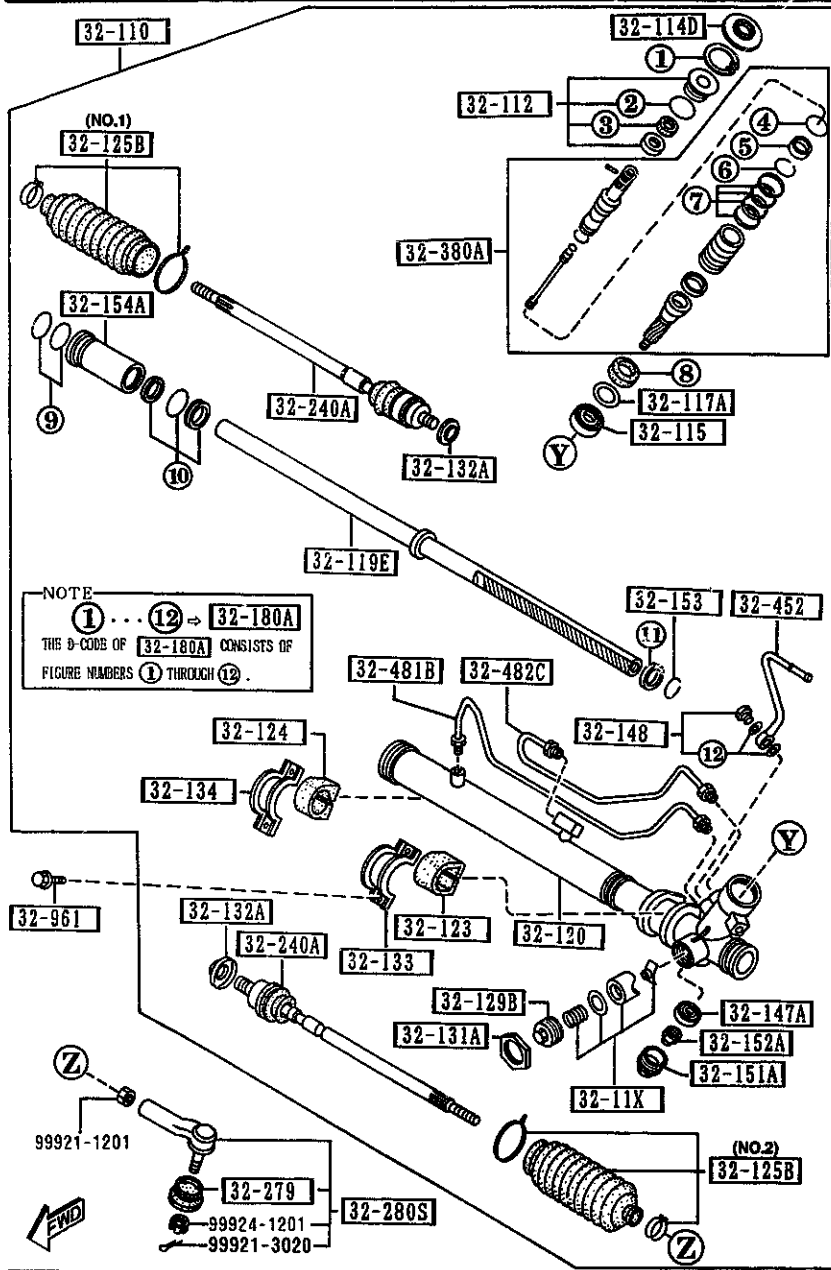 32-110
32-114D
1
32-112
2
3
4
5
6
7
(NO.1)
32-125B
32-380A
32-154A
8
9
32-240A
32-117A
32-115
Y
10
32-132A
32-119E
NOTE
1 ··· 12 ⇨ 32-180A
THE D-CODE OF 32-180A CONSISTS OF
FIGURE NUMBERS 1 THROUGH 12 .
32-153
32-452
11
32-481B
32-482C
32-124
32-148
12
32-134
Y
32-961
32-132A
32-123
32-120
32-240A
32-133
32-129B
32-147A
32-131A
32-152A
32-151A
32-11X
Z
99921-1201
(NO.2)
32-125B
32-279
32-280S
99924-1201
99921-3020
FWD
Z